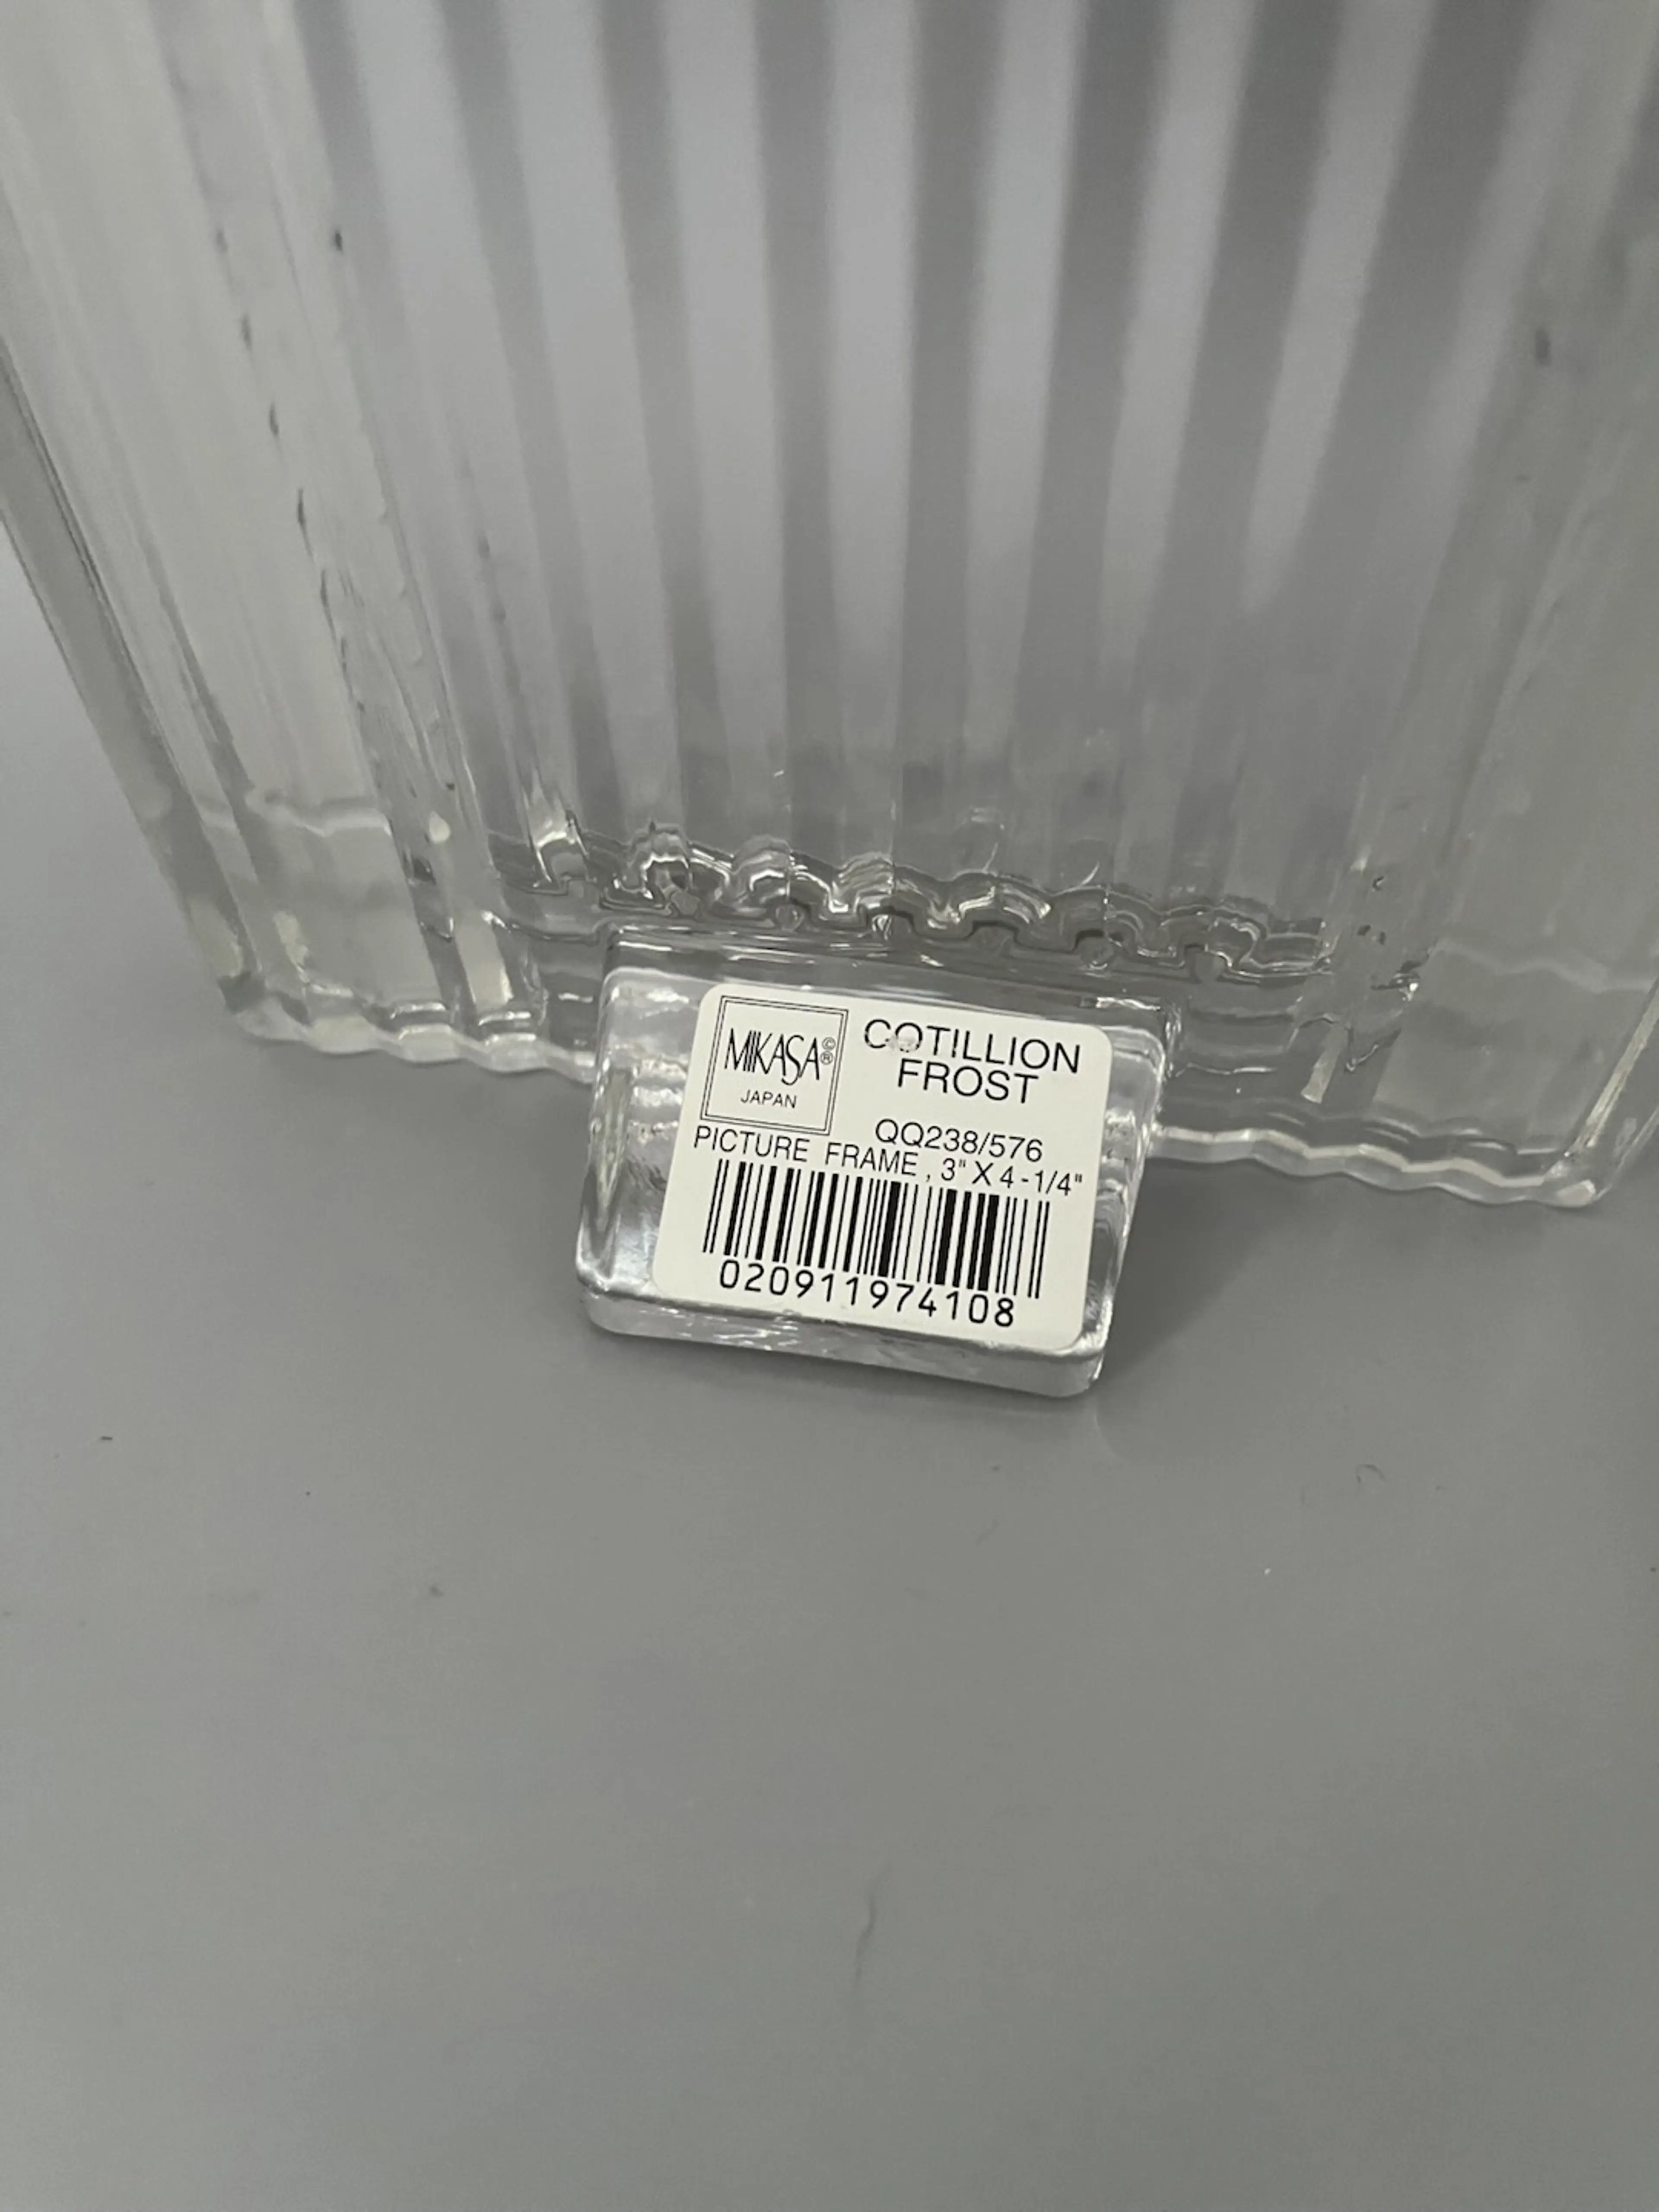 MIKASA©®
JAPAN
COTILLION
FROST
QQ238/576
PICTURE FRAME, 3" X 4-1/4"
020911974108